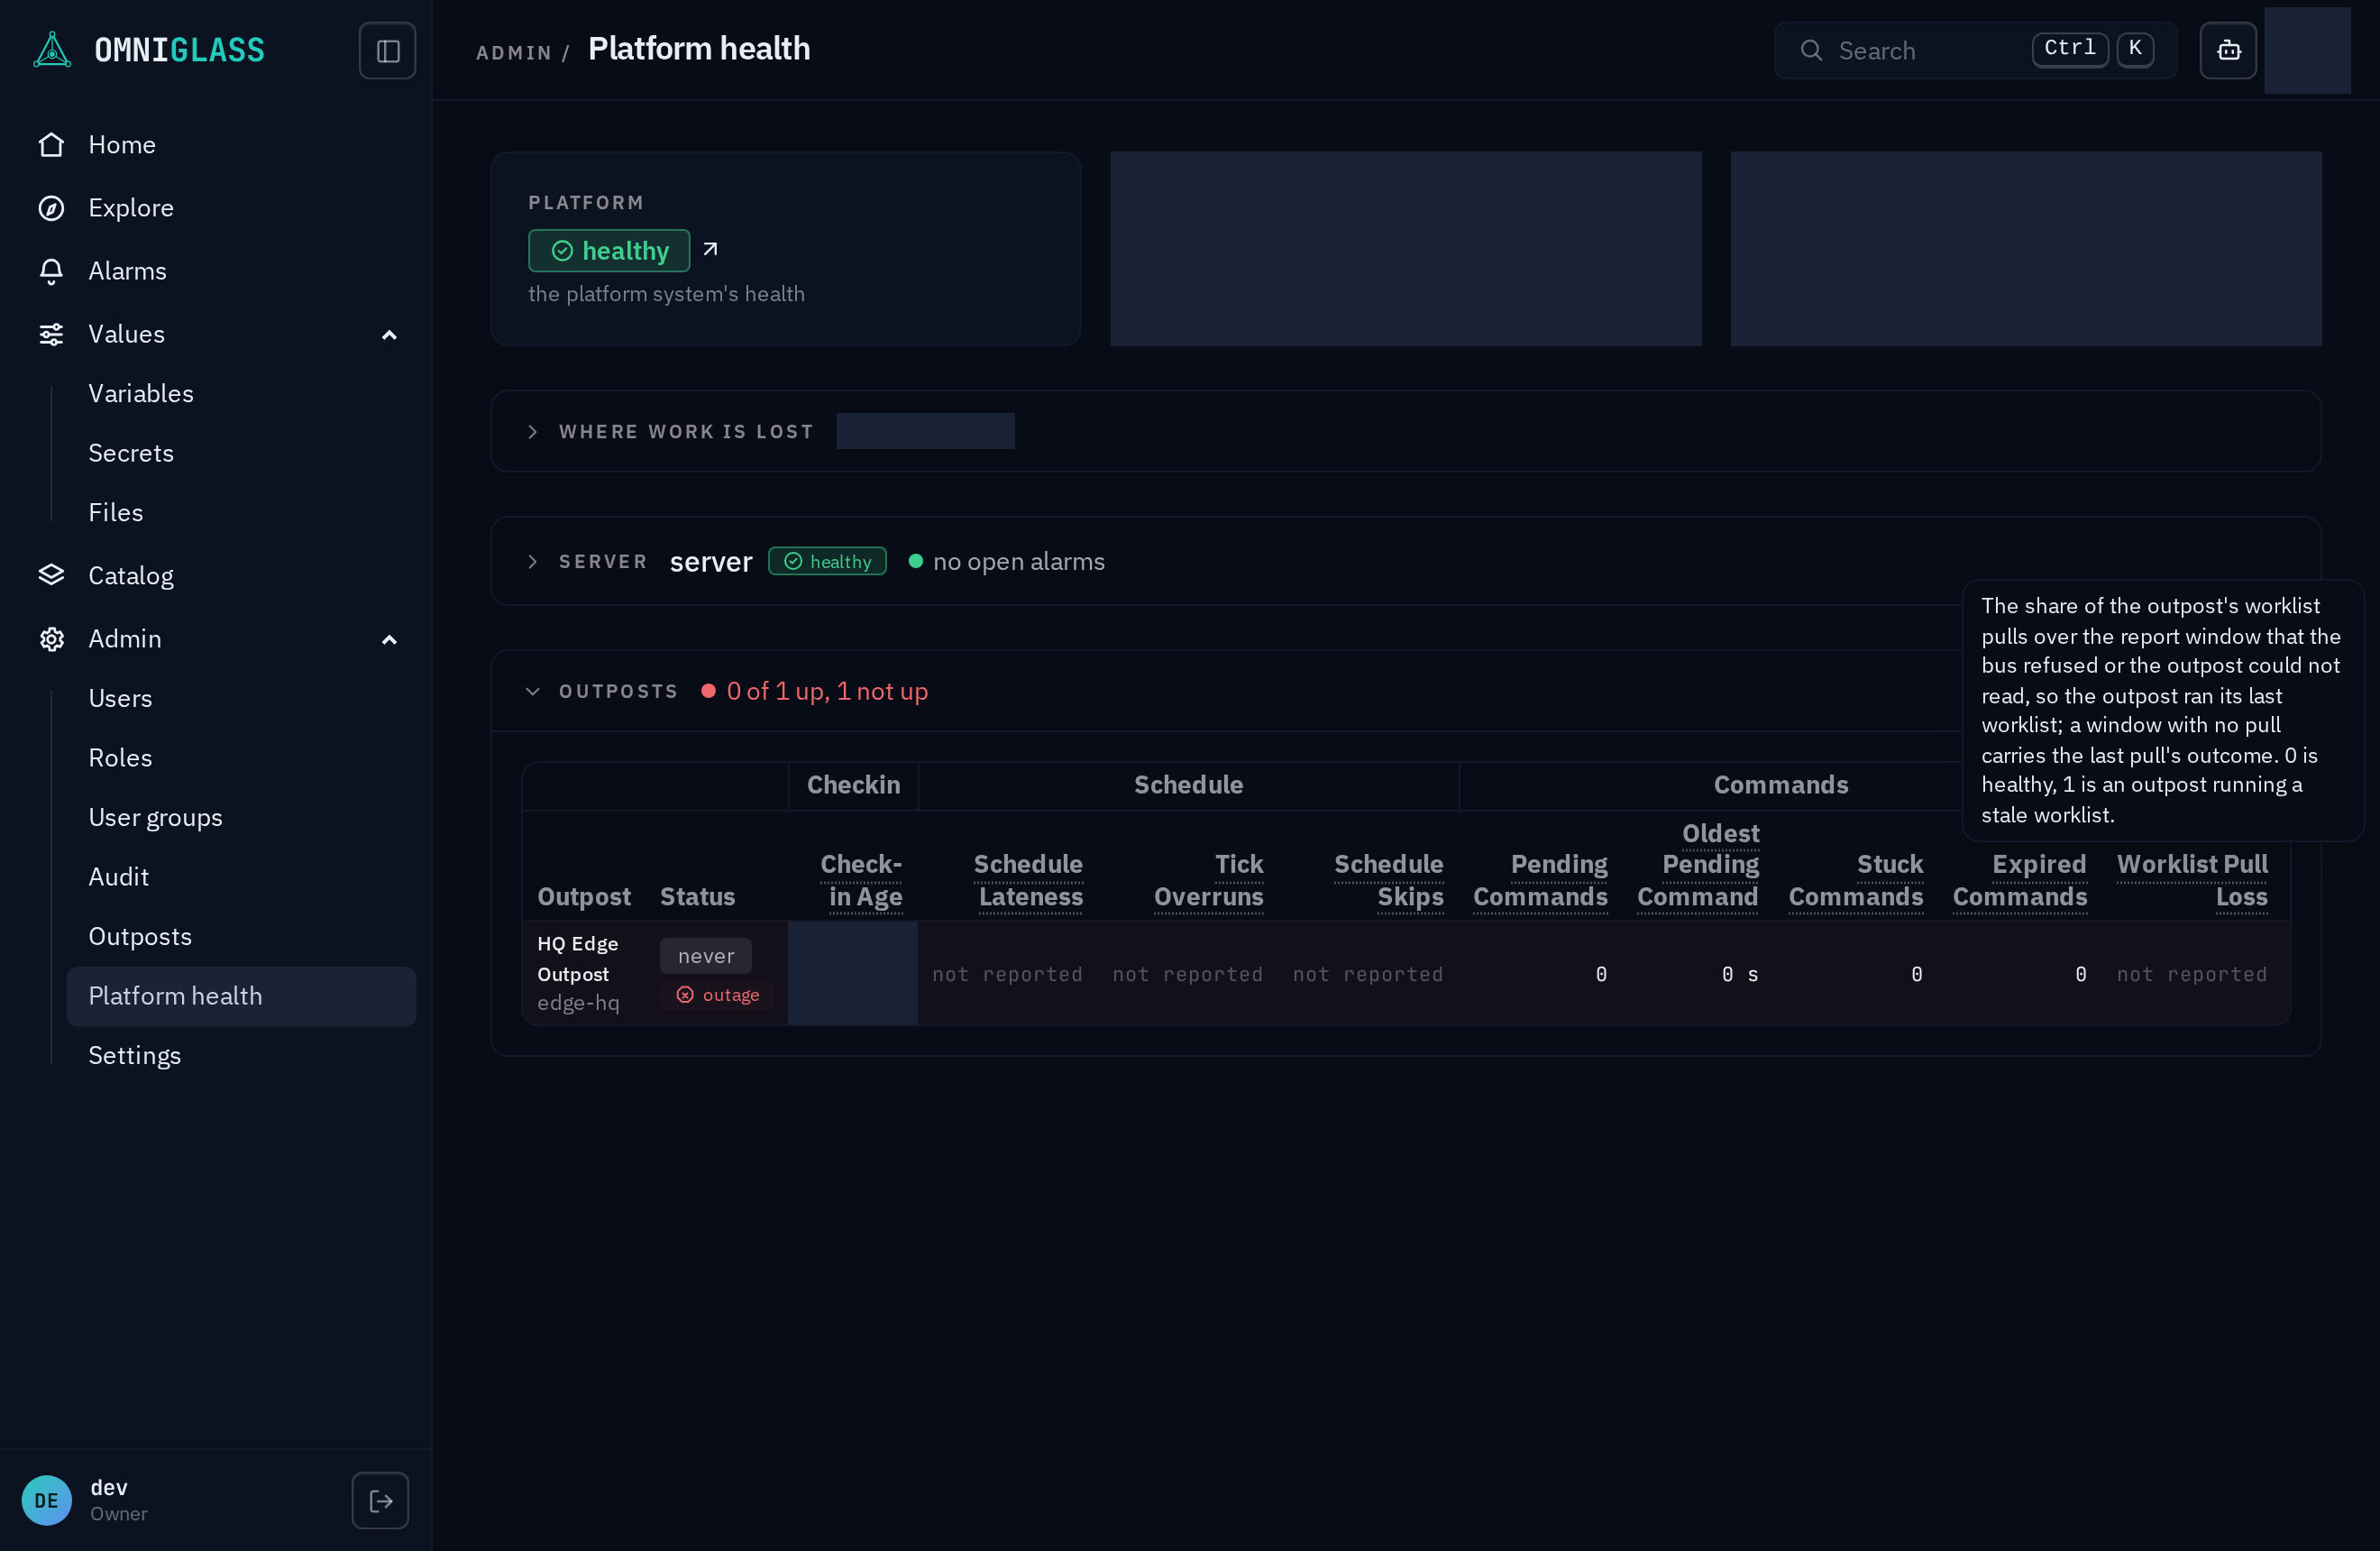 OMNIGLASS
ADMIN / Platform health
Search Ctrl K
Home
Explore
Alarms
Values
Variables
Secrets
Files
Catalog
Admin
Users
Roles
User groups
Audit
Outposts
Platform health
Settings
DE dev
Owner
PLATFORM
healthy
the platform system's health
WHERE WORK IS LOST
SERVER server healthy no open alarms
OUTPOSTS 0 of 1 up, 1 not up
The share of the outpost's worklist
pulls over the report window that the
bus refused or the outpost could not
read, so the outpost ran its last
worklist; a window with no pull
carries the last pull's outcome. 0 is
healthy, 1 is an outpost running a
stale worklist.
Checkin Schedule Commands
Outpost
Status
Check-
in Age
Schedule
Lateness
Tick
Overruns
Schedule
Skips
Pending
Commands
Oldest
Pending
Command
Stuck
Commands
Expired
Commands
Worklist Pull
Loss
HQ Edge
Outpost
edge-hq
never
outage
not reported not reported not reported 0 0 s 0 0 not reported